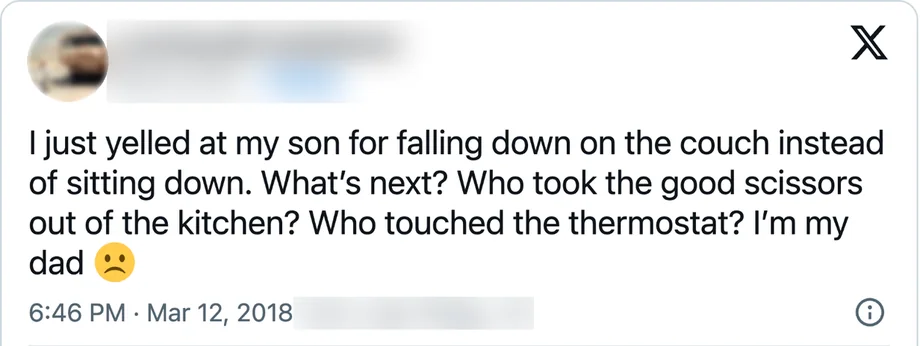 I just yelled at my son for falling down on the couch instead
of sitting down. What’s next? Who took the good scissors
out of the kitchen? Who touched the thermostat? I’m my
dad 🙁
6:46 PM · Mar 12, 2018